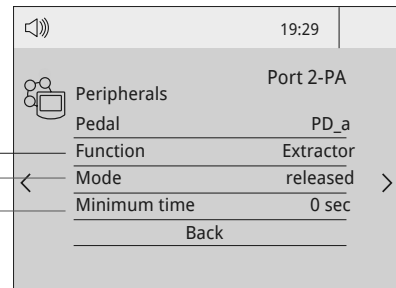 19:29
Port 2-PA
Peripherals
Pedal PD_a
Function Extractor
Mode released
Minimum time 0 sec
Back